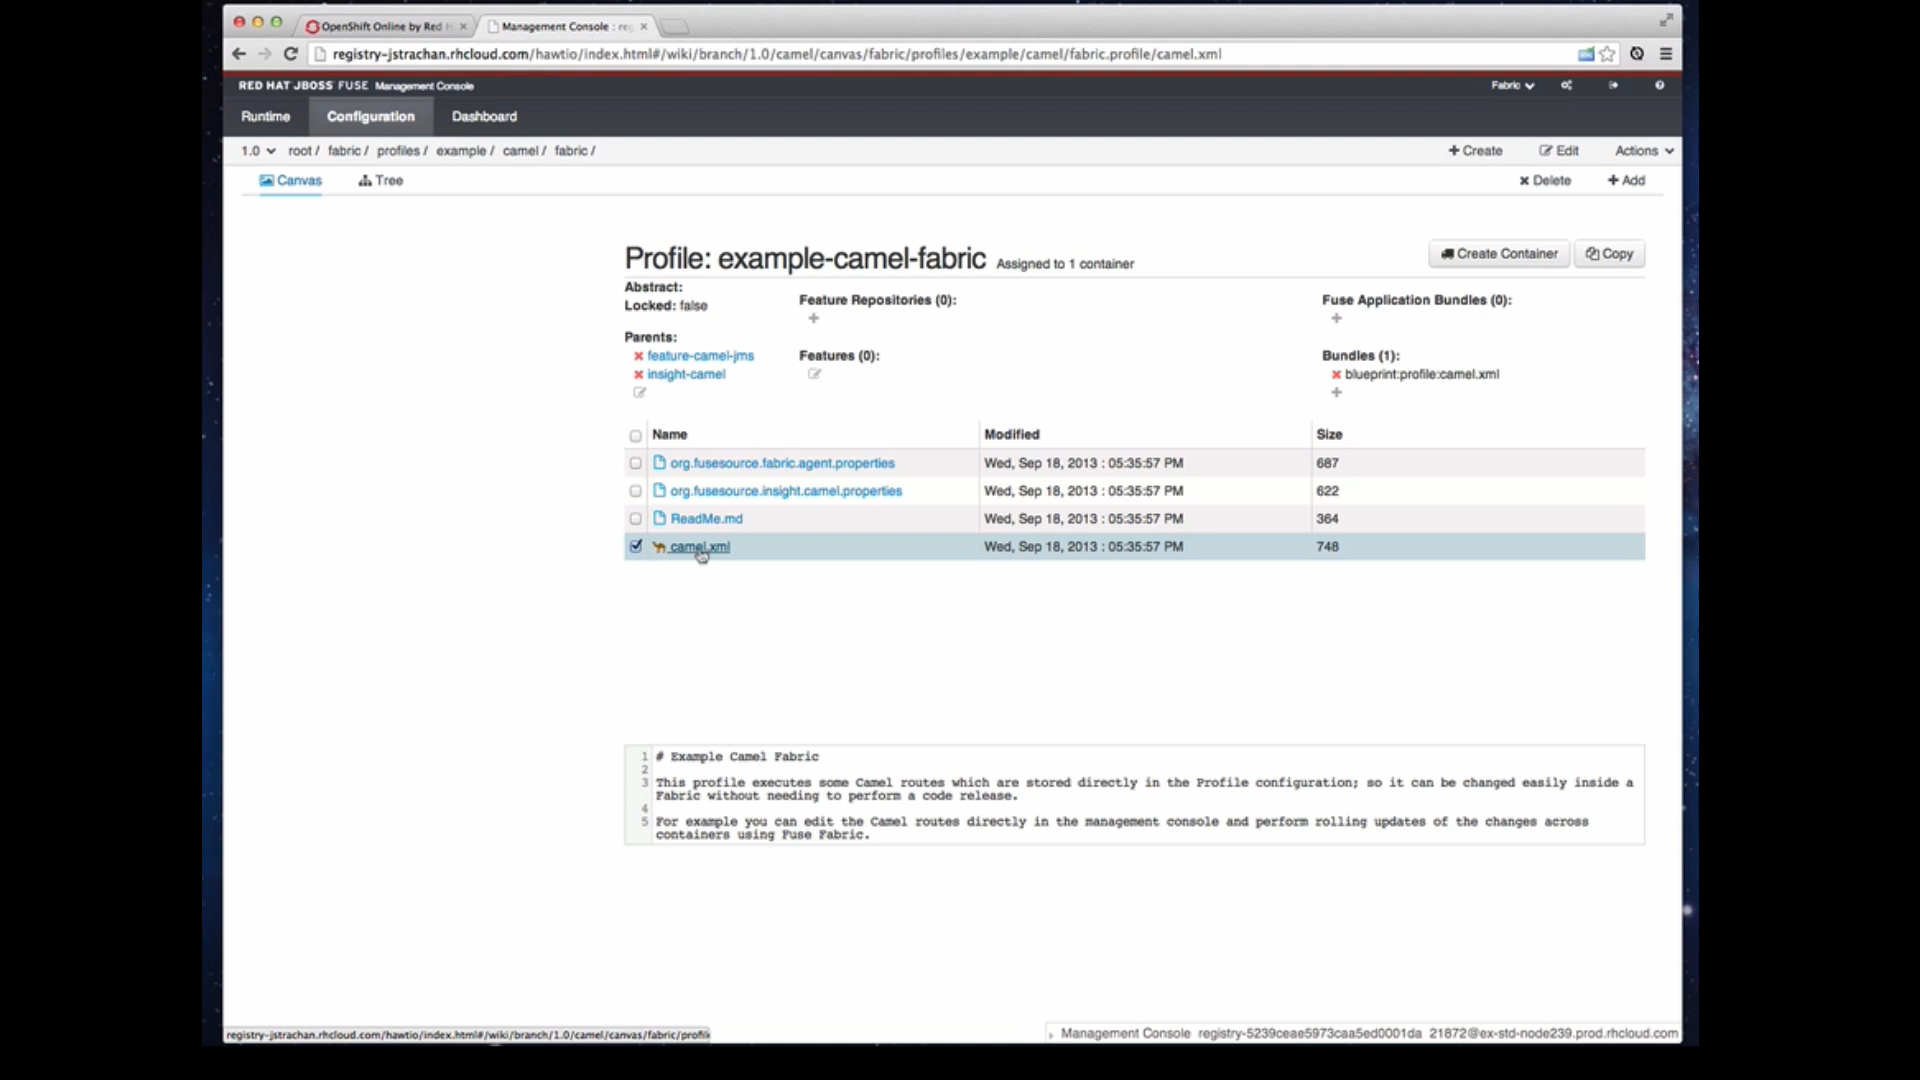 OpenShift Online by Red H
Management Console : reg
registry-jstrachan.rhcloud.com/hawtio/index.html#/wiki/branch/1.0/camel/canvas/fabric/profiles/example/camel/fabric.profile/camel.xml
RED HAT JBOSS FUSE Management Console
Fabric
Runtime
Configuration
Dashboard
1.0 root / fabric / profiles / example / camel / fabric /
+ Create
Edit
Actions
Canvas
Tree
Delete
+ Add
Profile: example-camel-fabric Assigned to 1 container
Create Container
Copy
Abstract:
Locked: false
Parents:
feature-camel-jms
insight-camel
Feature Repositories (0):
Features (0):
Fuse Application Bundles (0):
Bundles (1):
blueprint:profile:camel.xml
Name Modified Size
org.fusesource.fabric.agent.properties Wed, Sep 18, 2013 : 05:35:57 PM 687
org.fusesource.insight.camel.properties Wed, Sep 18, 2013 : 05:35:57 PM 622
ReadMe.md Wed, Sep 18, 2013 : 05:35:57 PM 364
camel.xml Wed, Sep 18, 2013 : 05:35:57 PM 748
1 # Example Camel Fabric
2
3 This profile executes some Camel routes which are stored directly in the Profile configuration; so it can be changed easily inside a
Fabric without needing to perform a code release.
4
5 For example you can edit the Camel routes directly in the management console and perform rolling updates of the changes across
containers using Fuse Fabric.
registry-jstrachan.rhcloud.com/hawtio/index.html#/wiki/branch/1.0/camel/canvas/fabric/profil
Management Console registry-5239ceae5973caa5ed0001da 21872@ex-std-node239.prod.rhcloud.com